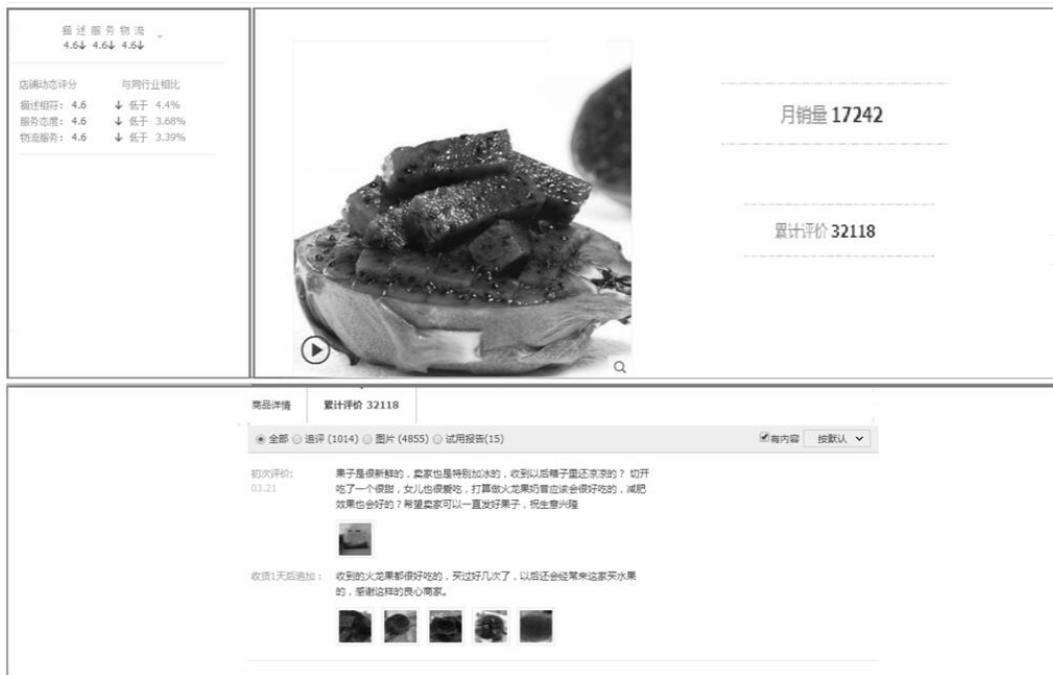 描 述 服 务 物 流
4.6↓ 4.6↓ 4.6↓
店铺动态评分 与同行业相比
描述相符： 4.6 ↓ 低于 4.4%
服务态度： 4.6 ↓ 低于 3.68%
物流服务： 4.6 ↓ 低于 3.39%
月销量 17242
累计评价 32118
商品详情 累计评价 32118
全部 追评 (1014) 图片 (4855) 试用报告(15) 有内容 按默认
初次评价:
03.21
果子是很新鲜的，卖家也是特别加冰的，收到以后箱子里还凉凉的？ 切开
吃了一个很甜，女儿也很爱吃，打算做火龙果奶昔应该会很好吃的，减肥
效果也会好的？希望卖家可以一直发好果子，祝生意兴隆
收货1天后追加： 收到的火龙果都很好吃的，买过好几次了，以后还会经常来这家买水果
的，感谢这样的良心商家。